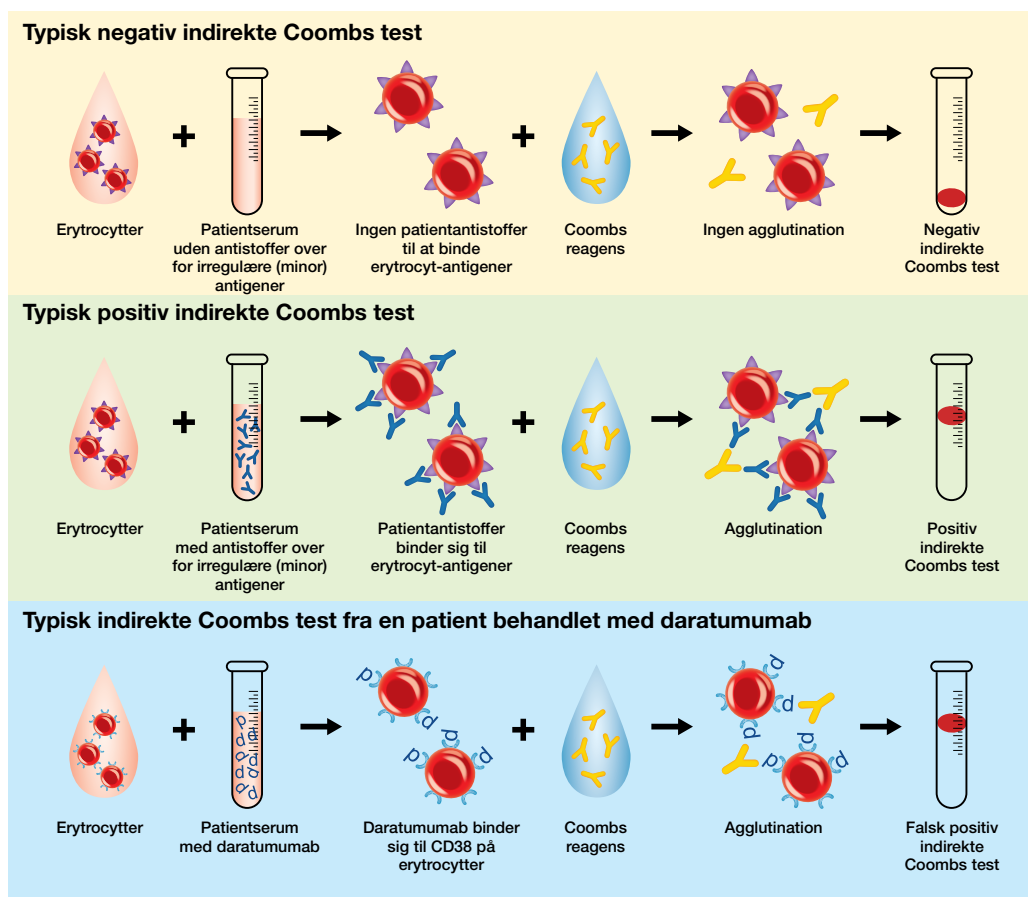 Typisk negativ indirekte Coombs test
+
+
Erytrocytter
Patientserum
uden antistoffer over
for irregulære (minor)
antigener
Ingen patientantistoffer
til at binde
erytrocyt-antigener
Coombs
reagens
Ingen agglutination
Negativ
indirekte
Coombs test
Typisk positiv indirekte Coombs test
+
+
Erytrocytter
Patientserum
med antistoffer over
for irregulære (minor)
antigener
Patientantistoffer
binder sig til
erytrocyt-antigener
Coombs
reagens
Agglutination
Positiv
indirekte
Coombs test
Typisk indirekte Coombs test fra en patient behandlet med daratumumab
+
+
Erytrocytter
Patientserum
med daratumumab
Daratumumab binder
sig til CD38 på
erytrocytter
Coombs
reagens
Agglutination
Falsk positiv
indirekte
Coombs test